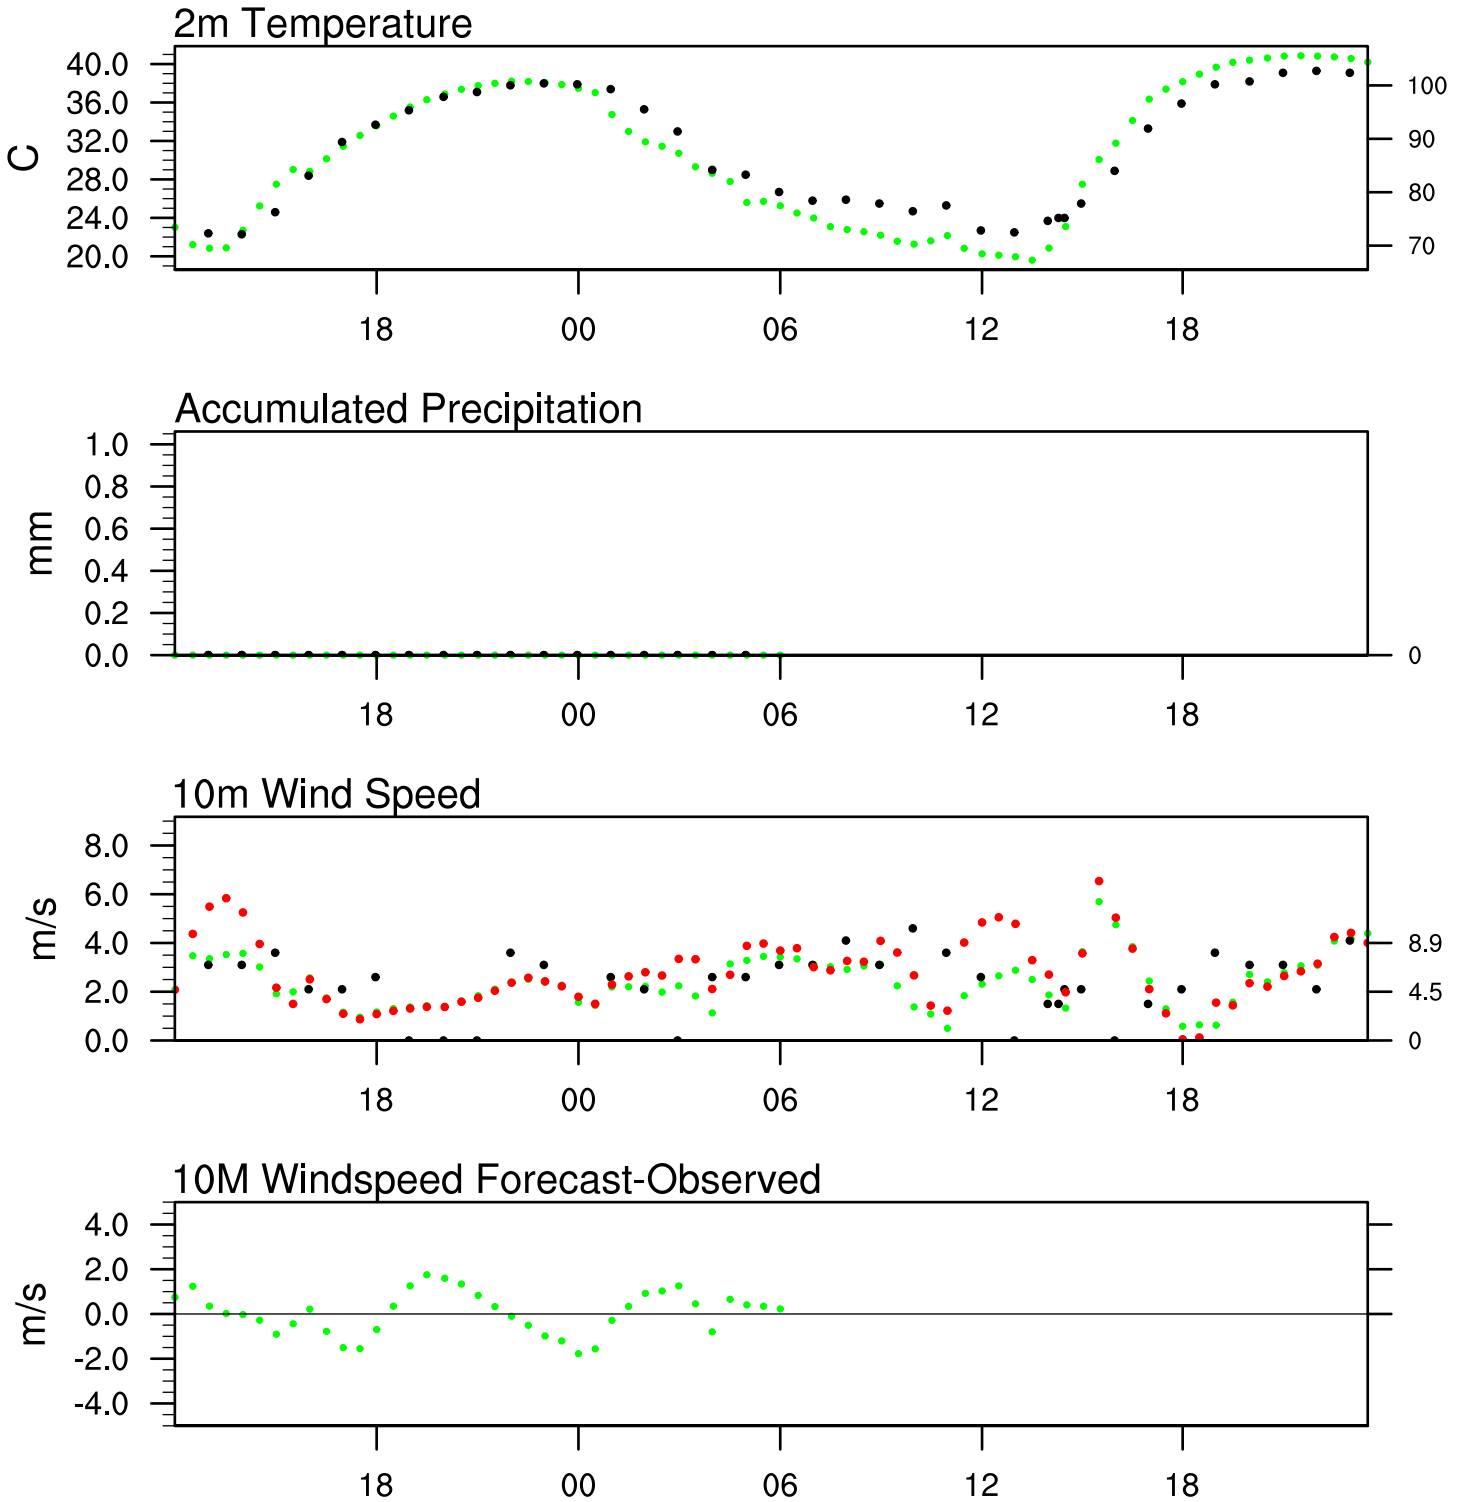 2m Temperature
40.0
36.0
32.0
28.0
24.0
20.0
C
100
90
80
70
18 00 06 12 18
Accumulated Precipitation
1.0
0.8
0.6
0.4
0.2
0.0
mm
0
18 00 06 12 18
10m Wind Speed
8.0
6.0
4.0
2.0
0.0
m/s
8.9
4.5
0
18 00 06 12 18
10M Windspeed Forecast-Observed
4.0
2.0
0.0
-2.0
-4.0
m/s
18 00 06 12 18